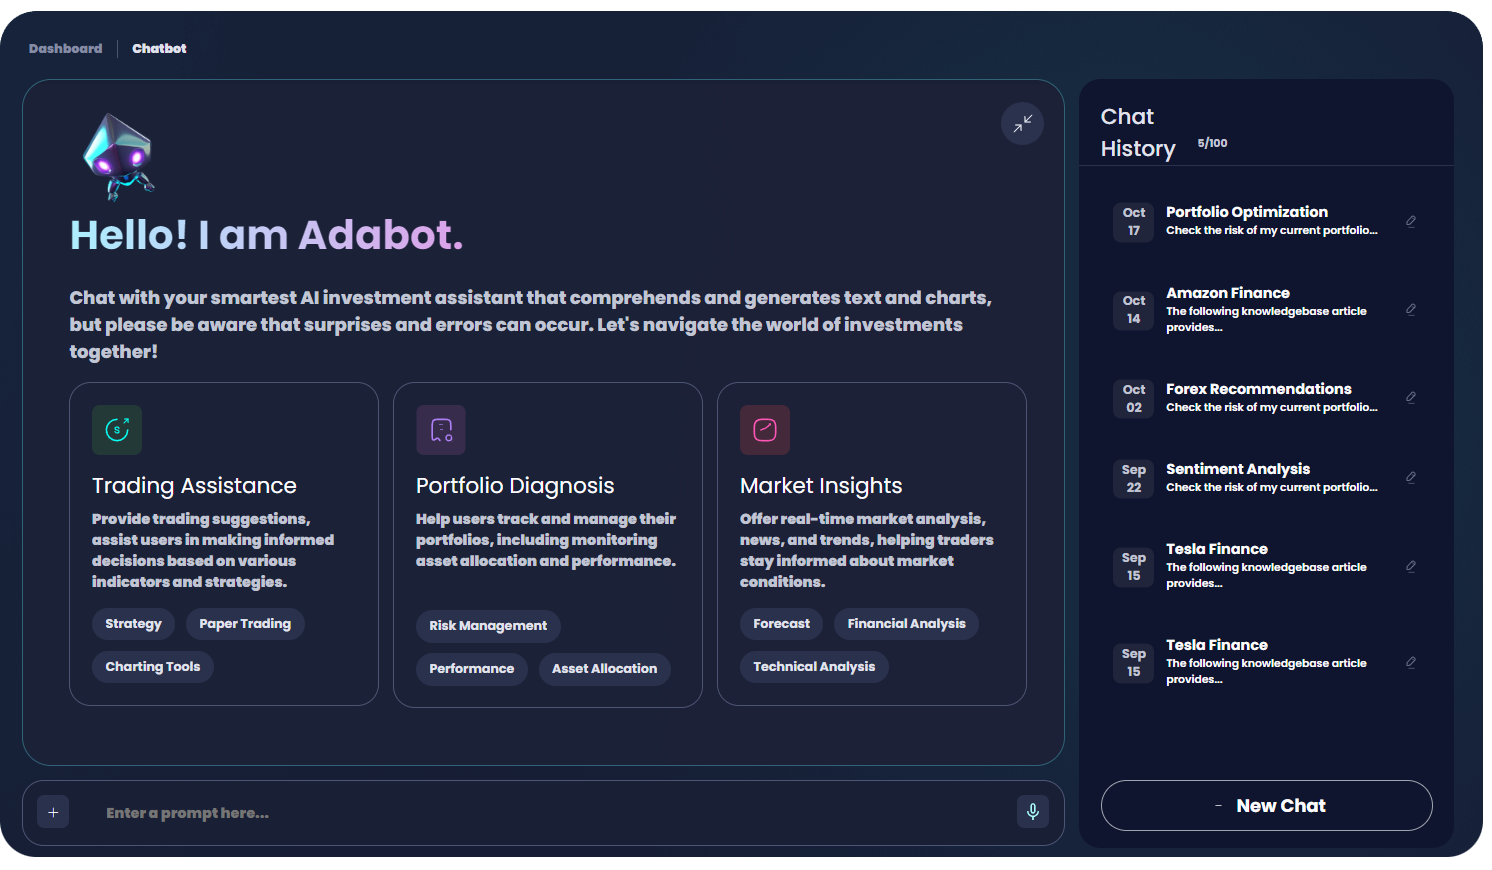 Dashboard
Chatbot
Hello! I am Adabot.
Chat with your smartest AI investment assistant that comprehends and generates text and charts,
but please be aware that surprises and errors can occur. Let's navigate the world of investments
together!
S
Trading Assistance
Provide trading suggestions,
assist users in making informed
decisions based on various
indicators and strategies.
Strategy
Paper Trading
Charting Tools
Portfolio Diagnosis
Help users track and manage their
portfolios, including monitoring
asset allocation and performance.
Risk Management
Performance
Asset Allocation
Market Insights
Offer real-time market analysis,
news, and trends, helping traders
stay informed about market
conditions.
Forecast
Financial Analysis
Technical Analysis
+
Enter a prompt here...
Chat
History 5/100
Oct
17
Portfolio Optimization
Check the risk of my current portfolio...
Oct
14
Amazon Finance
The following knowledgebase article
provides...
Oct
02
Forex Recommendations
Check the risk of my current portfolio...
Sep
22
Sentiment Analysis
Check the risk of my current portfolio...
Sep
15
Tesla Finance
The following knowledgebase article
provides...
Sep
15
Tesla Finance
The following knowledgebase article
provides...
- New Chat